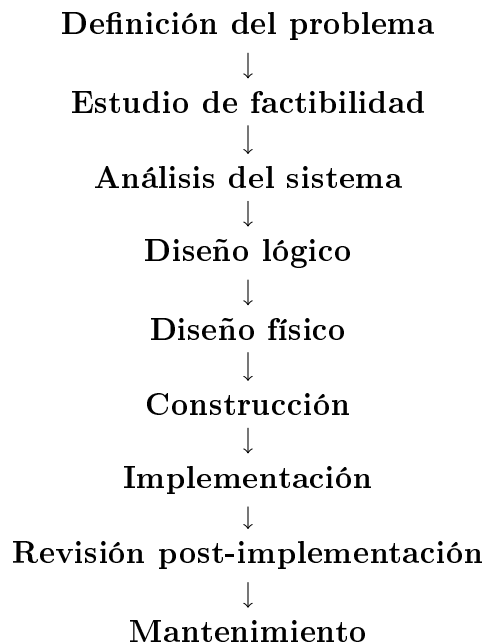 Definición del problema
↓
Estudio de factibilidad
↓
Análisis del sistema
↓
Diseño lógico
↓
Diseño físico
↓
Construcción
↓
Implementación
↓
Revisión post-implementación
↓
Mantenimiento